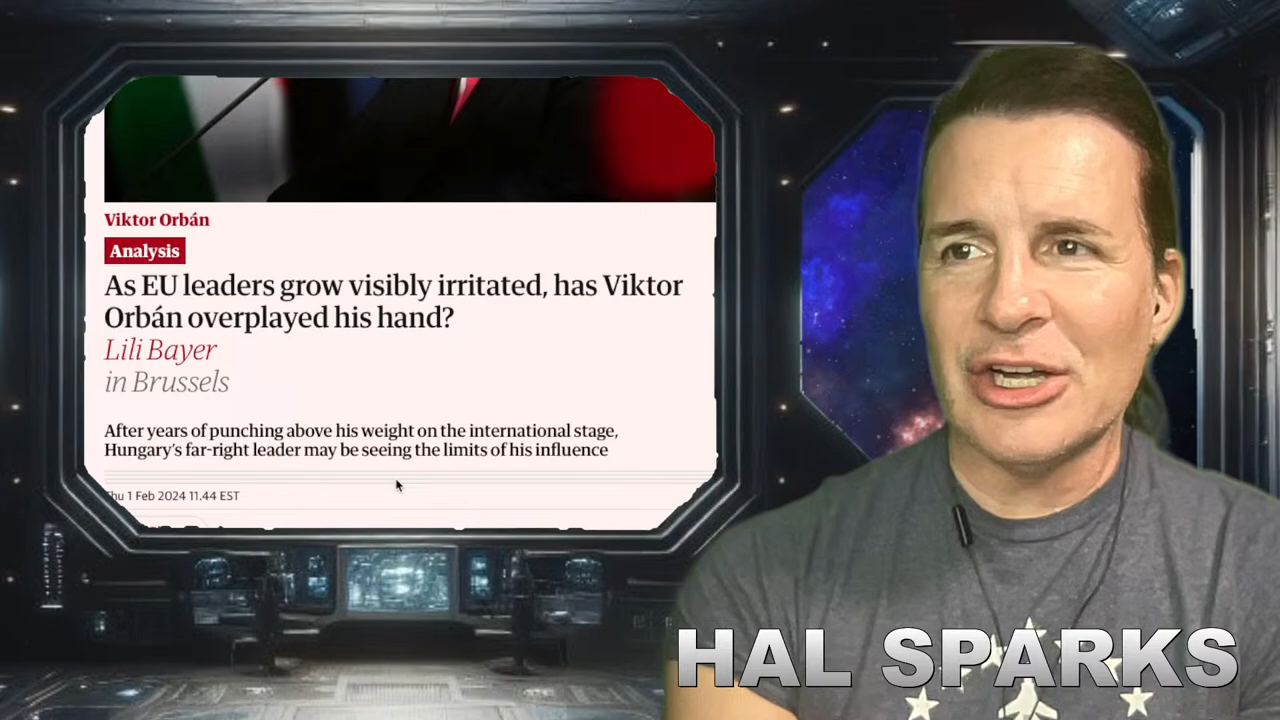 Viktor Orbán
Analysis
As EU leaders grow visibly irritated, has Viktor
Orbán overplayed his hand?
Lili Bayer
in Brussels
After years of punching above his weight on the international stage,
Hungary's far-right leader may be seeing the limits of his influence
Thu 1 Feb 2024 11.44 EST
HAL SPARKS